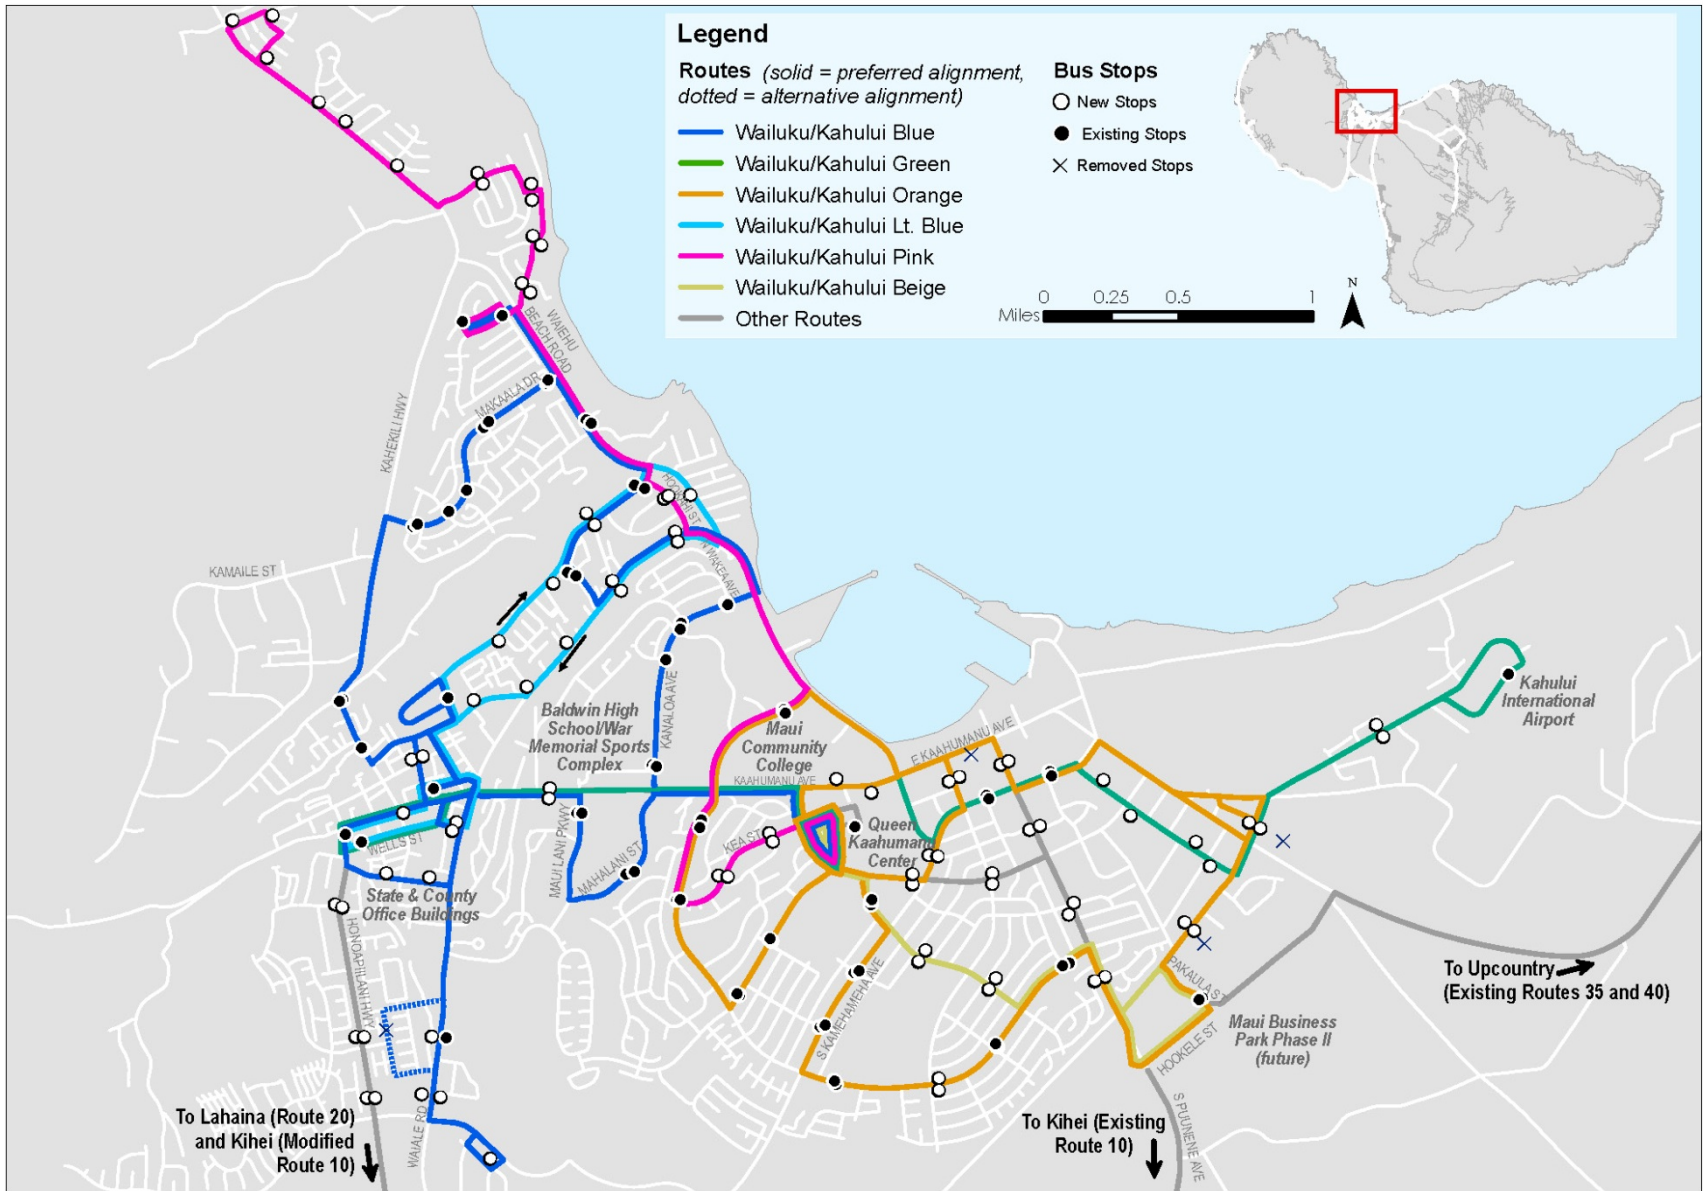 Legend
Routes (solid = preferred alignment,
dotted = alternative alignment)
Wailuku/Kahului Blue
Wailuku/Kahului Green
Wailuku/Kahului Orange
Wailuku/Kahului Lt. Blue
Wailuku/Kahului Pink
Wailuku/Kahului Beige
Other Routes
Bus Stops
New Stops
Existing Stops
Removed Stops
0 0.25 0.5 1
Miles
N
WAIEHU
BEACH ROAD
MAKAALA DR
KAHEKILI HWY
KAMAILE ST
WAKEA AVE
KANALOA AVE
Baldwin High
School/War
Memorial Sports
Complex
Maui
Community
College
KAAHUMANU AVE
E KAAHUMANU AVE
Kahului
International
Airport
WELLS ST
MAUI LANI PKWY
MAHALANI ST
KEA ST
Queen
Kaahumanu
Center
State & County
Office Buildings
HONOAPIILANI HWY
S KAMEHAMEHA AVE
PAKAULA S
HOOKELE ST
To Upcountry
(Existing Routes 35 and 40)
Maui Business
Park Phase II
(future)
WAIALE RD
S PUUNENE AVE
To Lahaina (Route 20)
and Kihei (Modified
Route 10)
To Kihei (Existing
Route 10)